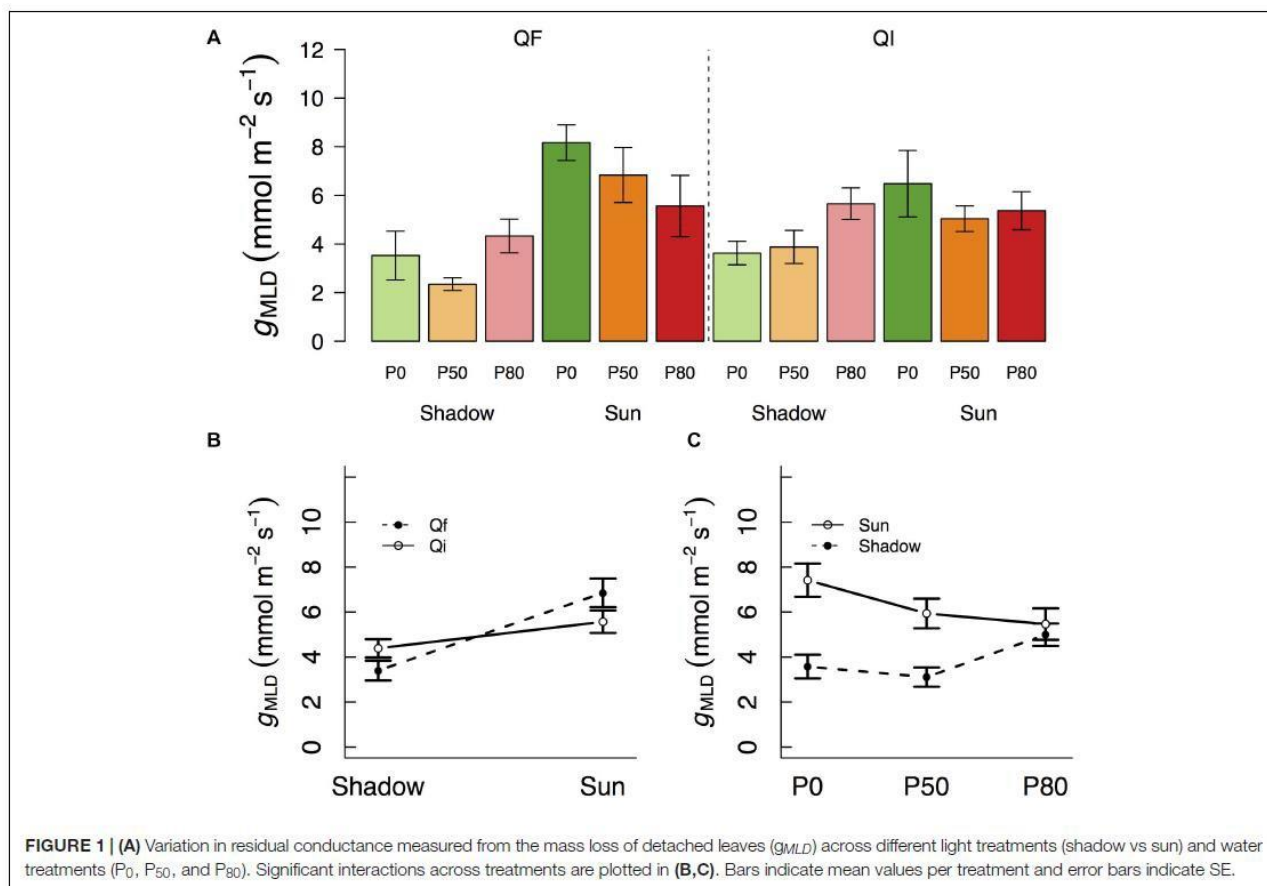 A
QF
QI
gMLD (mmol m−2 s−1)
12
10
8
6
4
2
0
P0 P50 P80 P0 P50 P80 P0 P50 P80 P0 P50 P80
Shadow Sun Shadow Sun
B
gMLD (mmol m−2 s−1)
10
8
6
4
2
0
Qf
Qi
Shadow Sun
C
gMLD (mmol m−2 s−1)
10
8
6
4
2
0
Sun
Shadow
P0 P50 P80
FIGURE 1 | (A) Variation in residual conductance measured from the mass loss of detached leaves (gMLD) across different light treatments (shadow vs sun) and water
treatments (P0, P50, and P80). Significant interactions across treatments are plotted in (B,C). Bars indicate mean values per treatment and error bars indicate SE.